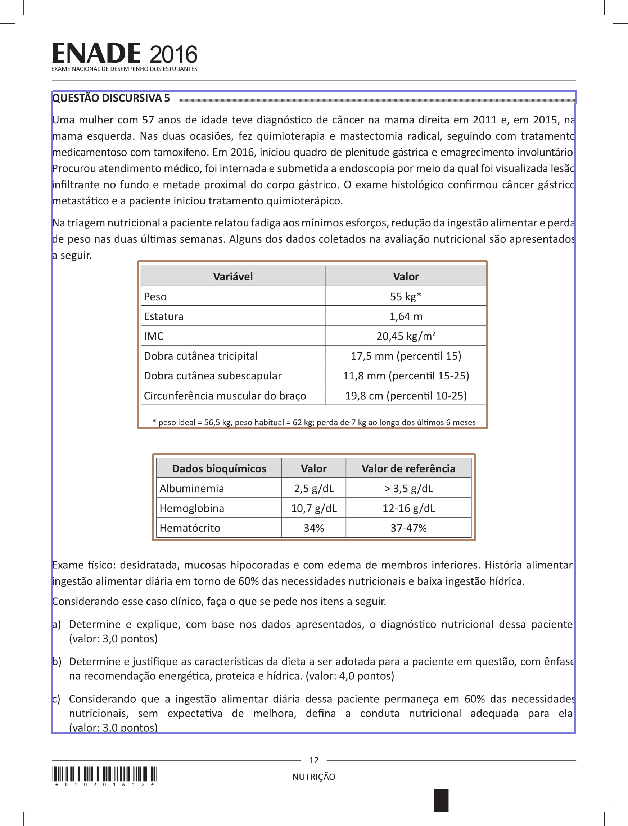 ENADE 2016
EXAME NACIONAL DE DESEMPENHO DOS ESTUDANTES
QUESTÃO DISCURSIVA 5
Uma mulher com 57 anos de idade teve diagnóstico de câncer na mama direita em 2011 e, em 2015, na
mama esquerda. Nas duas ocasiões, fez quimioterapia e mastectomia radical, seguindo com tratamento
medicamentoso com tamoxifeno. Em 2016, iniciou quadro de plenitude gástrica e emagrecimento involuntário.
Procurou atendimento médico, foi internada e submetida a endoscopia por meio da qual foi visualizada lesão
infiltrante no fundo e metade proximal do corpo gástrico. O exame histológico confirmou câncer gástrico
metastático e a paciente iniciou tratamento quimioterápico.
Na triagem nutricional a paciente relatou fadiga aos mínimos esforços, redução da ingestão alimentar e perda
de peso nas duas últimas semanas. Alguns dos dados coletados na avaliação nutricional são apresentados
a seguir.
Variável Valor
Peso 55 kg*
Estatura 1,64 m
IMC 20,45 kg/m²
Dobra cutânea tricipital 17,5 mm (percentil 15)
Dobra cutânea subescapular 11,8 mm (percentil 15-25)
Circunferência muscular do braço 19,8 cm (percentil 10-25)
* peso ideal = 56,5 kg, peso habitual = 62 kg; perda de 7 kg ao longo dos últimos 6 meses
Dados bioquímicos Valor Valor de referência
Albuminemia 2,5 g/dL > 3,5 g/dL
Hemoglobina 10,7 g/dL 12-16 g/dL
Hematócrito 34% 37-47%
Exame físico: desidratada, mucosas hipocoradas e com edema de membros inferiores. História alimentar:
ingestão alimentar diária em torno de 60% das necessidades nutricionais e baixa ingestão hídrica.
Considerando esse caso clínico, faça o que se pede nos itens a seguir.
a) Determine e explique, com base nos dados apresentados, o diagnóstico nutricional dessa paciente.
(valor: 3,0 pontos)
b) Determine e justifique as características da dieta a ser adotada para a paciente em questão, com ênfase
na recomendação energética, proteica e hídrica. (valor: 4,0 pontos)
c) Considerando que a ingestão alimentar diária dessa paciente permaneça em 60% das necessidades
nutricionais, sem expectativa de melhora, defina a conduta nutricional adequada para ela.
(valor: 3,0 pontos)
12
NUTRIÇÃO